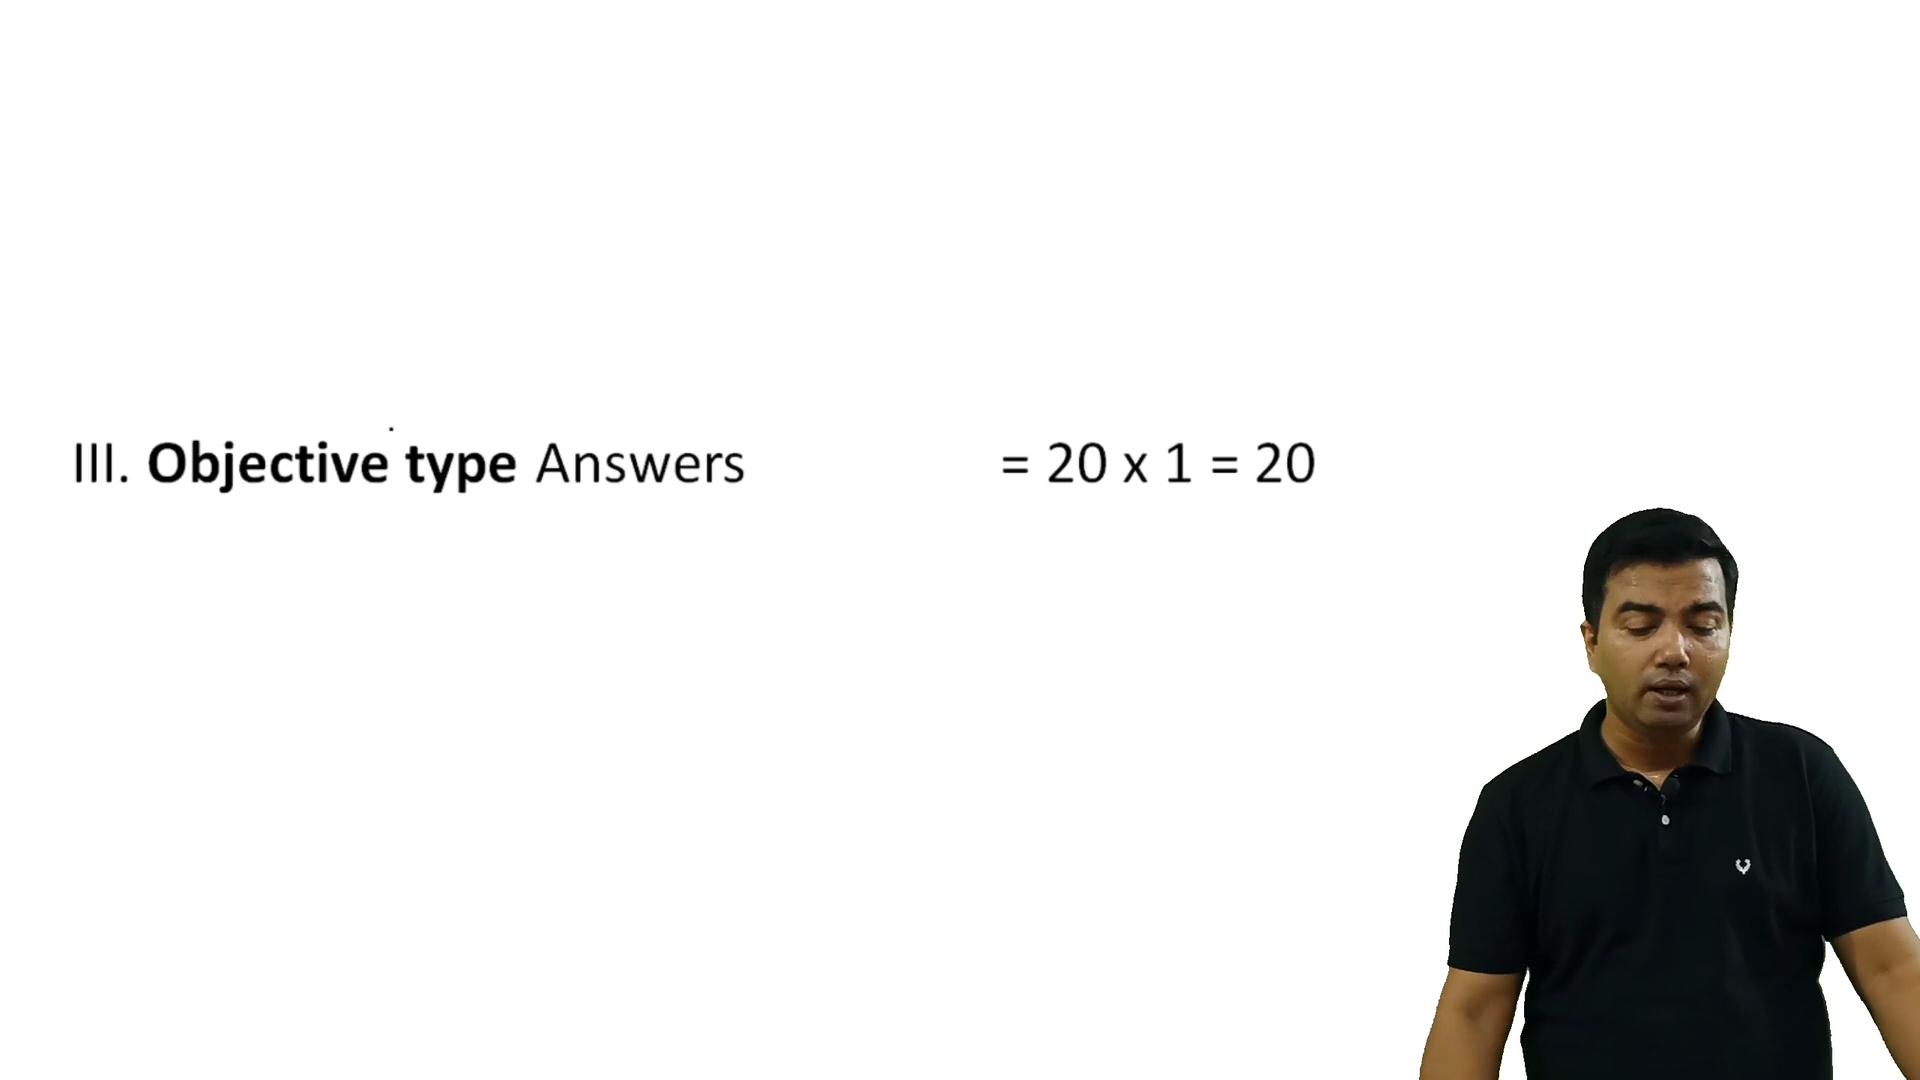 III. Objective type Answers = 20 x 1 = 20